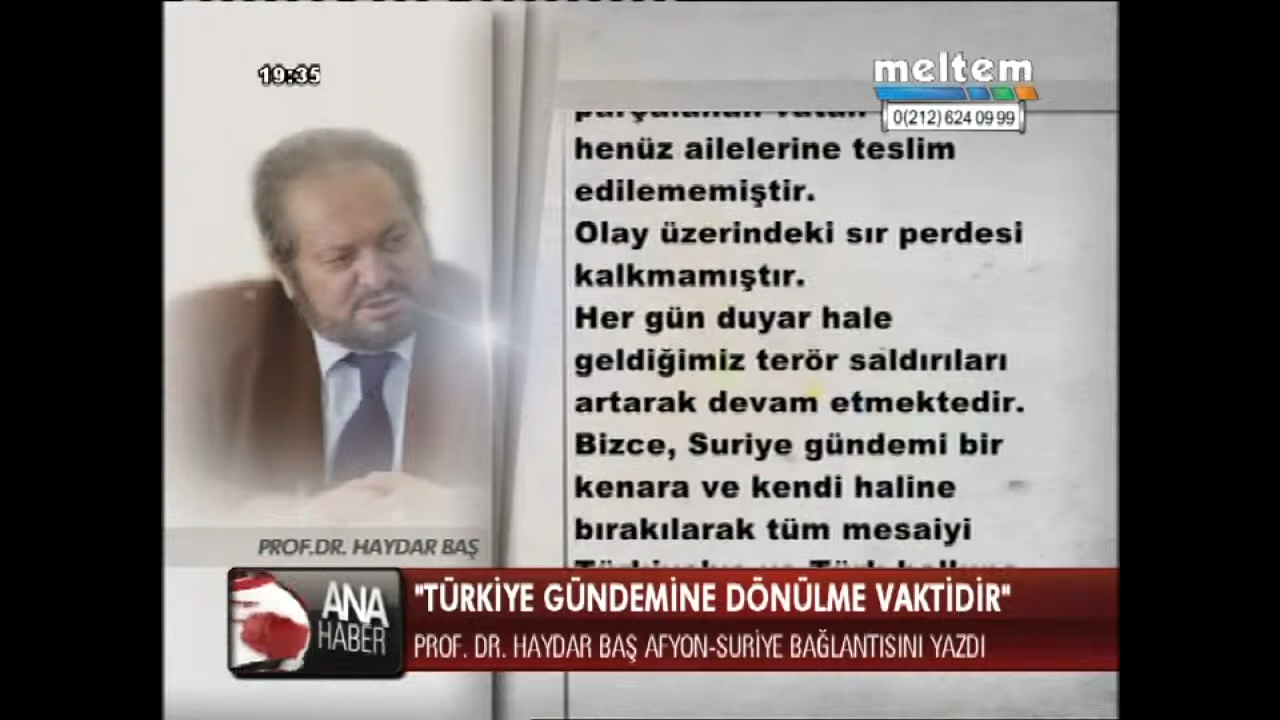 19:35
meltem
0(212) 624 09 99
henüz ailelerine teslim
edilememiştir.
Olay üzerindeki sır perdesi
kalkmamıştır.
Her gün duyar hale
geldiğimiz terör saldırıları
artarak devam etmektedir.
Bizce, Suriye gündemi bir
kenara ve kendi haline
bırakılarak tüm mesaiyi
PROF.DR. HAYDAR BAŞ
ANA
HABER
"TÜRKİYE GÜNDEMİNE DÖNÜLME VAKTİDİR"
PROF. DR. HAYDAR BAŞ AFYON-SURİYE BAĞLANTISINI YAZDI